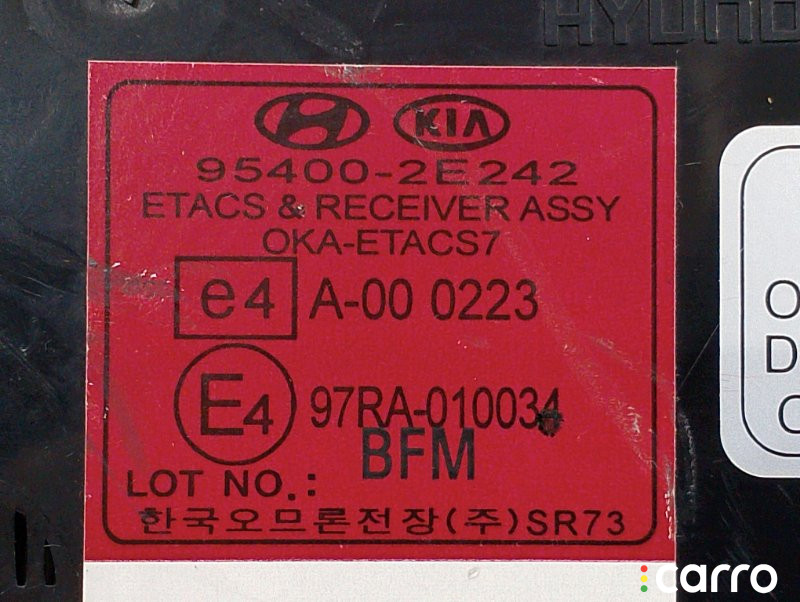 KIA
95400-2E242
ETACS & RECEIVER ASSY
OKA-ETACS7
e4 A-00 0223
E4 97RA-010034
BFM
LOT NO.:
한국오므론전장(주)SR73
carro